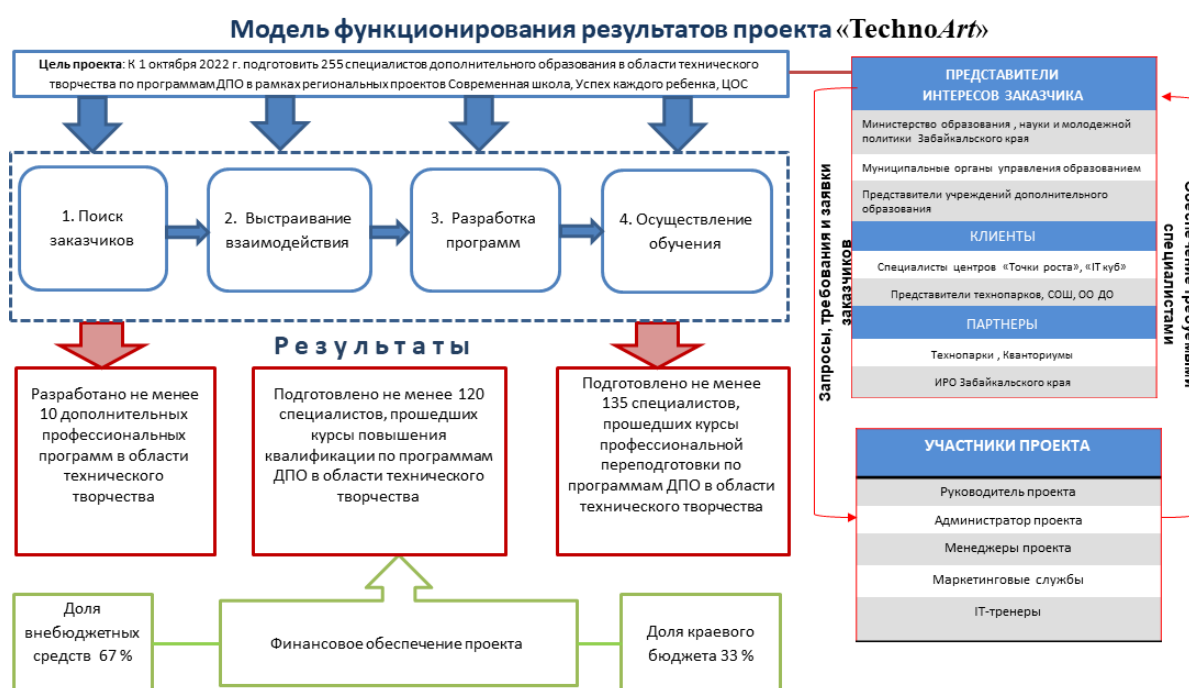 Модель функционирования результатов проекта «TechnoArt»
Цель проекта: К 1 октября 2022 г. подготовить 255 специалистов дополнительного образования в области технического
творчества по программам ДПО в рамках региональных проектов Современная школа, Успех каждого ребенка, ЦОС
1. Поиск
заказчиков
2. Выстраивание
взаимодействия
3. Разработка
программ
4. Осуществление
обучения
Результаты
Разработано не менее
10 дополнительных
профессиональных
программ в области
технического
творчества
Подготовлено не менее 120
специалистов, прошедших
курсы повышения
квалификации по программам
ДПО в области технического
творчества
Подготовлено не менее
135 специалистов,
прошедших курсы
профессиональной
переподготовки по
программам ДПО в области
технического творчества
Доля
внебюджетных
средств 67 %
Финансовое обеспечение проекта
Доля краевого
бюджета 33 %
Запросы, требования и заявки
заказчиков
ПРЕДСТАВИТЕЛИ
ИНТЕРЕСОВ ЗАКАЗЧИКА
Министерство образования , науки и молодежной
политики Забайкальского края
Муниципальные органы управления образованием
Представители учреждений дополнительного
образования
КЛИЕНТЫ
Специалисты центров «Точки роста», «IT куб»
Представители технопарков, СОШ, ОО ДО
ПАРТНЕРЫ
Технопарки , Кванториумы
ИРО Забайкальского края
УЧАСТНИКИ ПРОЕКТА
Руководитель проекта
Администратор проекта
Менеджеры проекта
Маркетинговые службы
IT-тренеры
специалистами